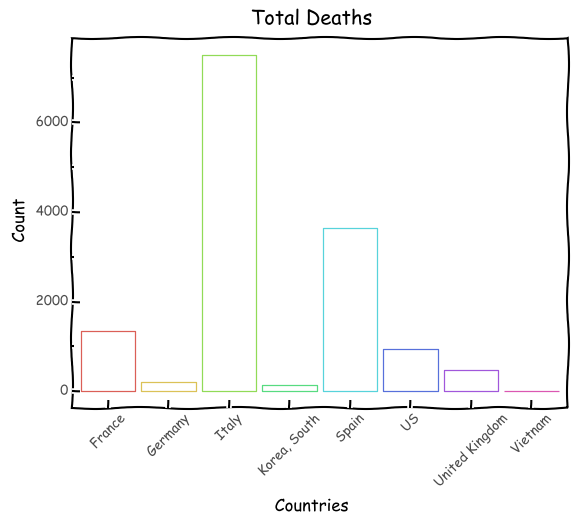 Total Deaths
Count
6000
4000
2000
0
France
Germany
Italy
Korea, South
Spain
US
United Kingdom
Vietnam
Countries